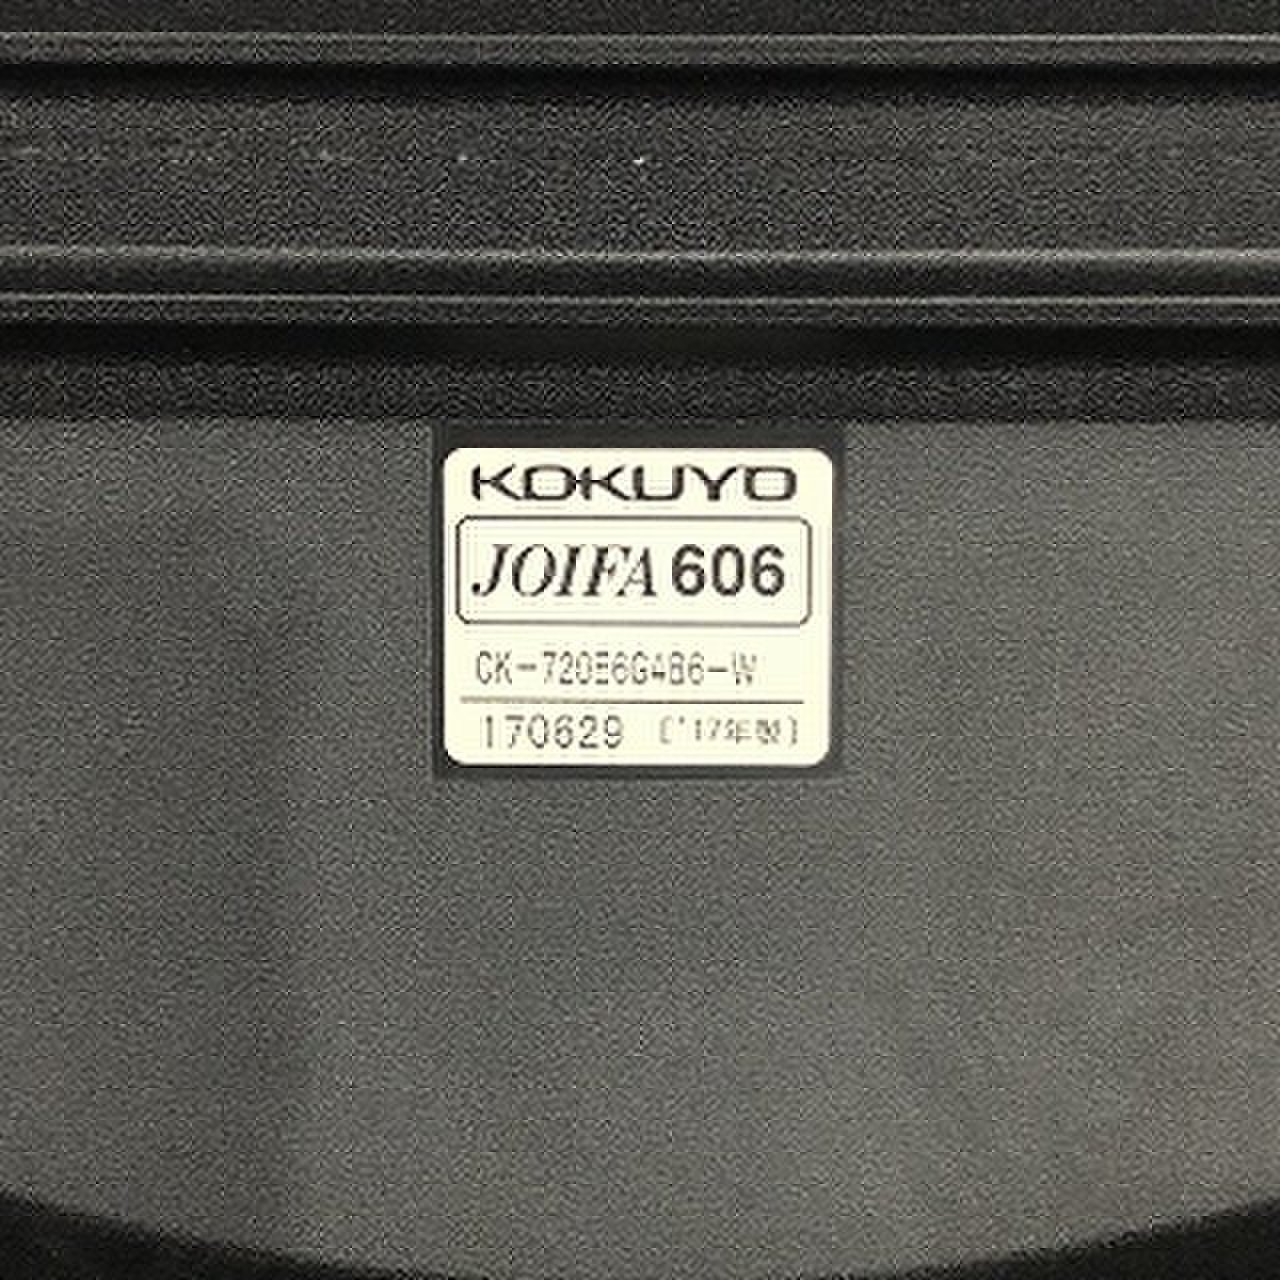 KOKUYO
JOIFA 606
CK-720E6G4B6-W
170629 ['17年製]